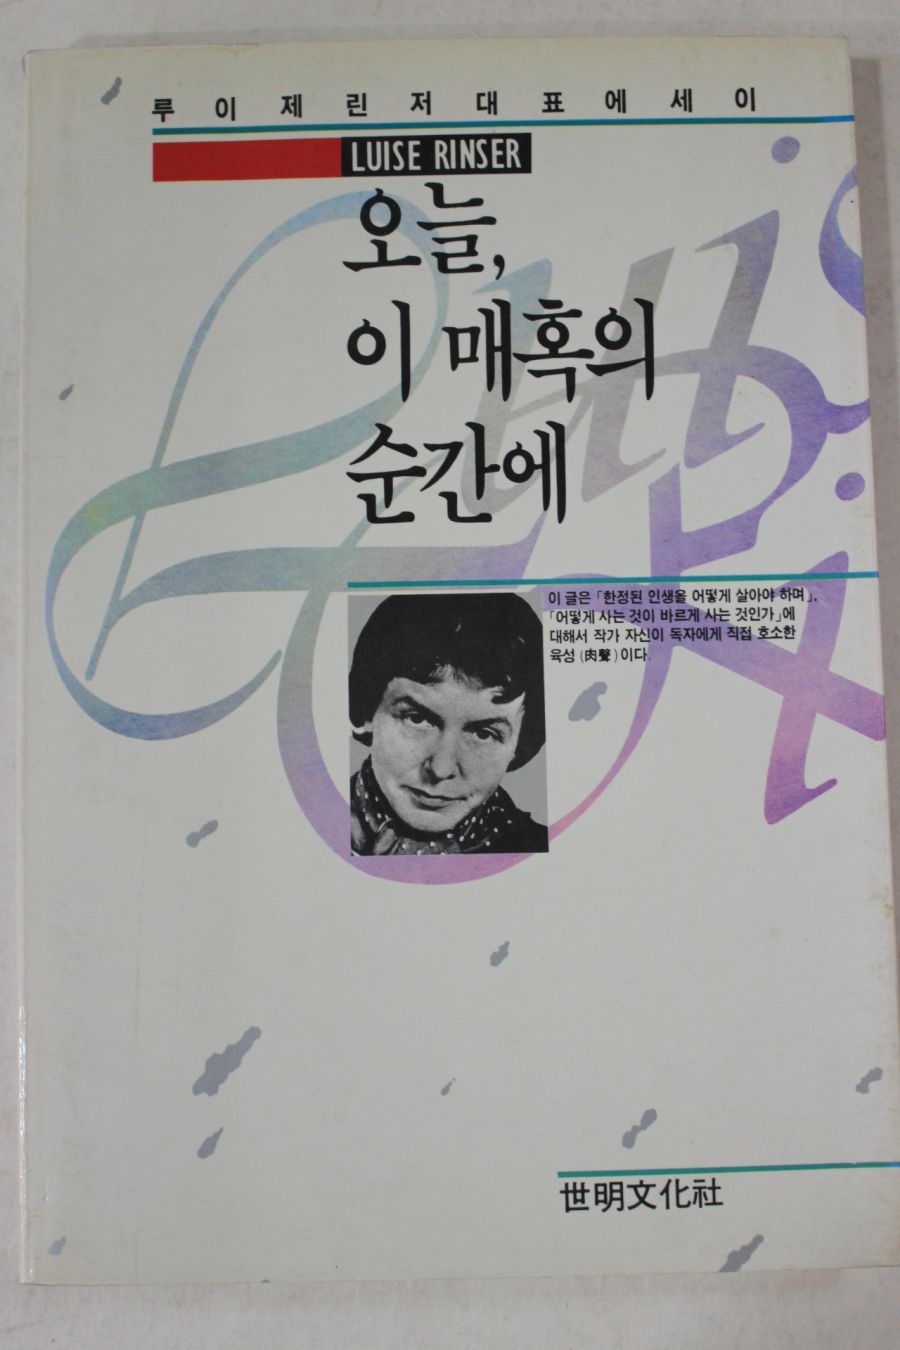 루이제린저대표에세이
LUISE RINSER
오늘,
이 매혹의
순간에
이 글은 「한정된 인생을 어떻게 살아야 하며」,
「어떻게 사는 것이 바르게 사는 것인가」에
대해서 작가 자신이 독자에게 직접 호소한
육성 (肉聲) 이다.
世明文化社